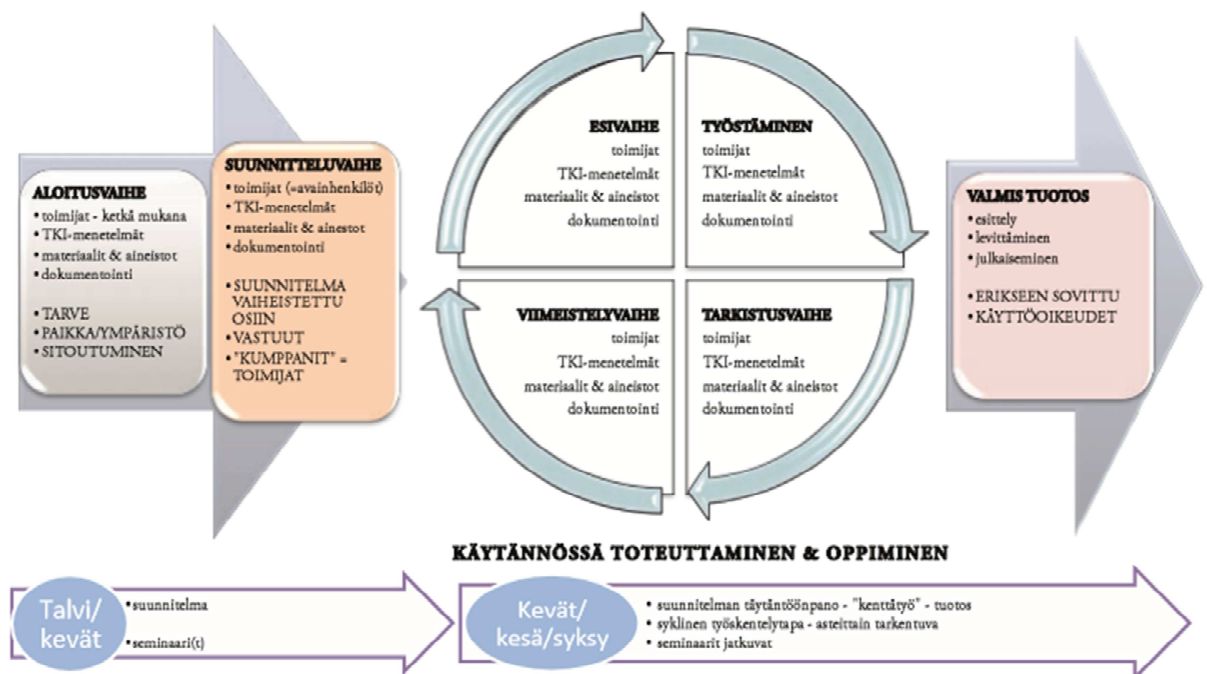 ALOITUSVAIHE
• toimijat - ketkä mukana
• TKI-menetelmät
• materiaalit & aineistot
• dokumentointi
• TARVE
• PAIKKA/YMPÄRISTÖ
• SITOUTUMINEN
SUUNNITTELUVAIHE
• toimijat (=avainhenkilöt)
• TKI-menetelmät
• materiaalit & ainestot
• dokumentointi
• SUUNNITELMA
VAIHEISTETTU
OSIIN
• VASTUUT
• "KUMPPANIT" =
TOIMIJAT
ESIVAIHE
toimijat
TKI-menetelmät
materiaalit & aineistot
dokumentointi
TYÖSTÄMINEN
toimijat
TKI-menetelmät
materiaalit & aineistot
dokumentointi
VIIMEISTELYVAIHE
toimijat
TKI-menetelmät
materiaalit & aineistot
dokumentointi
TARKISTUSVAIHE
toimijat
TKI-menetelmät
materiaalit & aineistot
dokumentointi
VALMIS TUOTOS
• esittely
• levittäminen
• julkaiseminen
• ERIKSEEN SOVITTU
• KÄYTTÖOIKEUDET
KÄYTÄNNÖSSÄ TOTEUTTAMINEN & OPPIMINEN
Talvi/
kevät
• suunnitelma
• seminaari(t)
Kevät/
kesä/syksy
• suunnitelman täytäntöönpano - "kenttätyö" - tuotos
• syklinen työskentelytapa - asteittain tarkentuva
• seminaarit jatkuvat